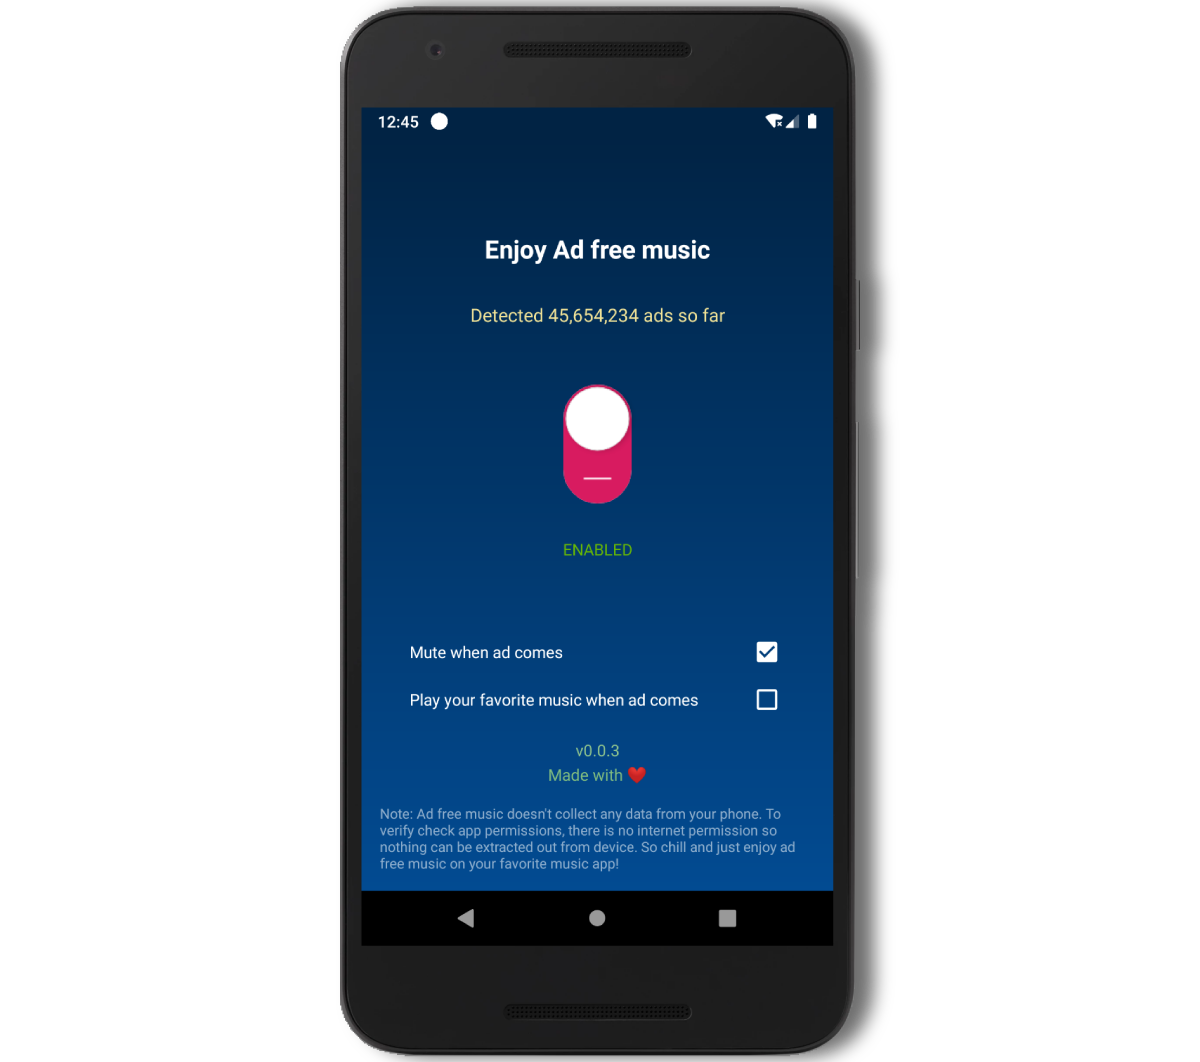 12:45
Enjoy Ad free music
Detected 45,654,234 ads so far
ENABLED
Mute when ad comes
Play your favorite music when ad comes
v0.0.3
Made with ❤️
Note: Ad free music doesn't collect any data from your phone. To
verify check app permissions, there is no internet permission so
nothing can be extracted out from device. So chill and just enjoy ad
free music on your favorite music app!